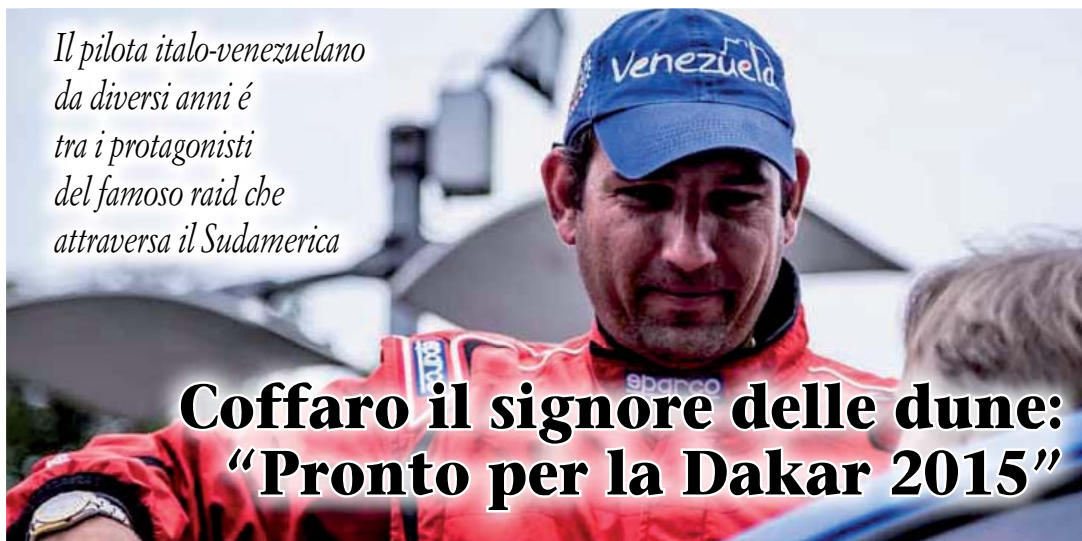 Il pilota italo-venezuelano
da diversi anni é
tra i protagonisti
del famoso raid che
attraversa il Sudamerica
Venezuela
sparco
sparco
Coffaro il signore delle dune:
“Pronto per la Dakar 2015”